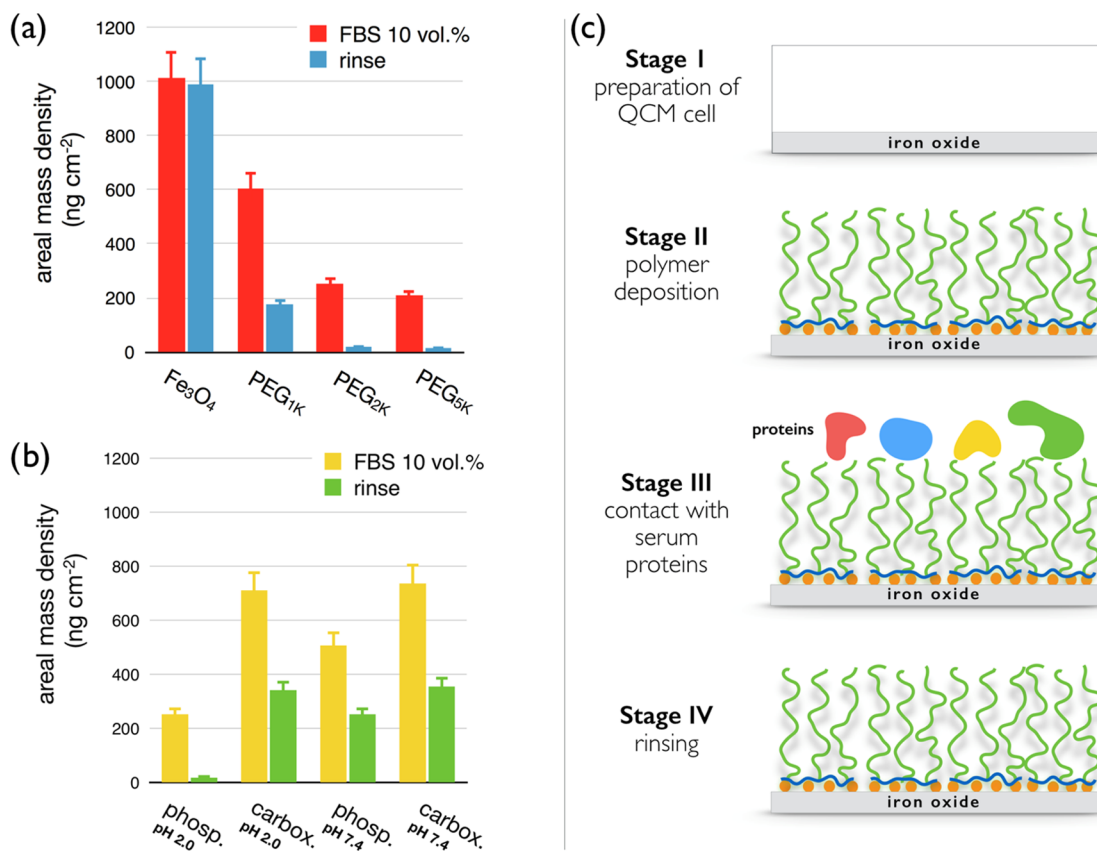 (a)
1200
1000
800
600
400
200
0
areal mass density
(ng cm-2)
FBS 10 vol.%
rinse
Fe3O4
PEG1K
PEG2K
PEG5K
(b)
1200
1000
800
600
400
200
0
areal mass density
(ng cm-2)
FBS 10 vol.%
rinse
phosp.
pH 2.0
carbox.
pH 2.0
phosp.
pH 7.4
carbox.
pH 7.4
(c)
Stage I
preparation of
QCM cell
iron oxide
Stage II
polymer
deposition
iron oxide
proteins
Stage III
contact with
serum
proteins
iron oxide
Stage IV
rinsing
iron oxide